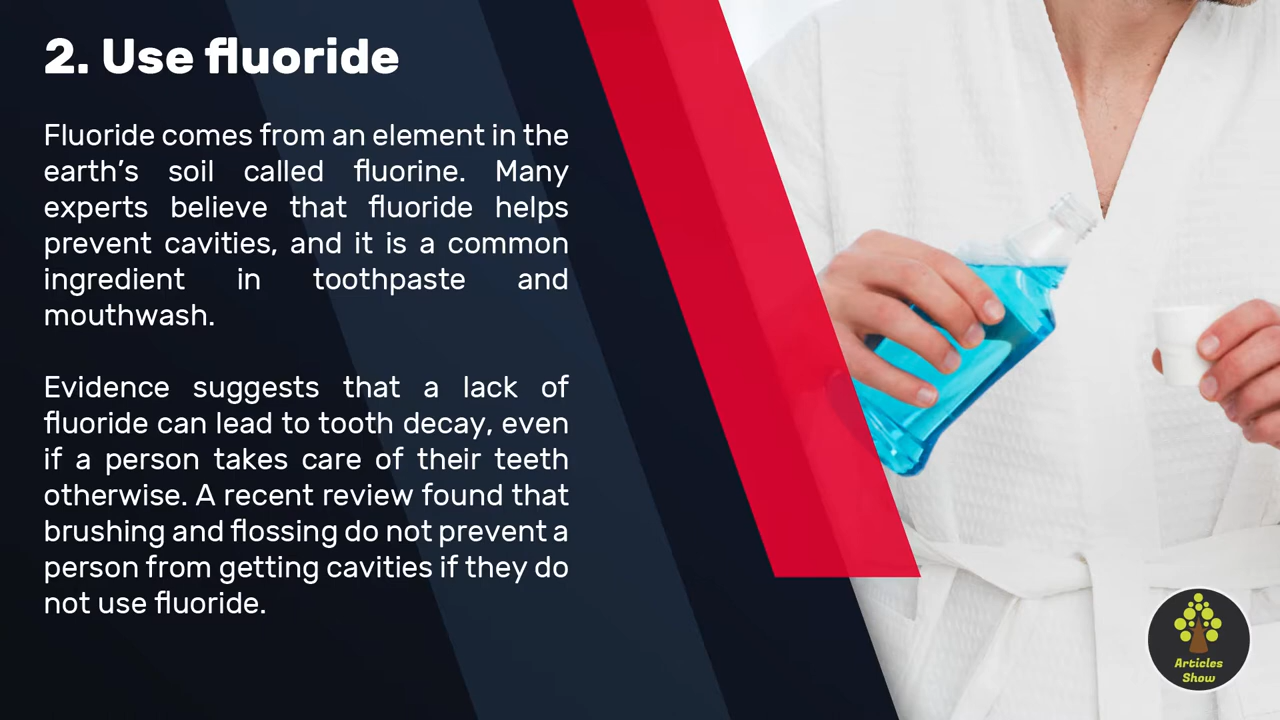 2. Use fluoride
Fluoride comes from an element in the
earth’s soil called fluorine. Many
experts believe that fluoride helps
prevent cavities, and it is a common
ingredient in toothpaste and
mouthwash.
Evidence suggests that a lack of
fluoride can lead to tooth decay, even
if a person takes care of their teeth
otherwise. A recent review found that
brushing and flossing do not prevent a
person from getting cavities if they do
not use fluoride.
Articles
Show